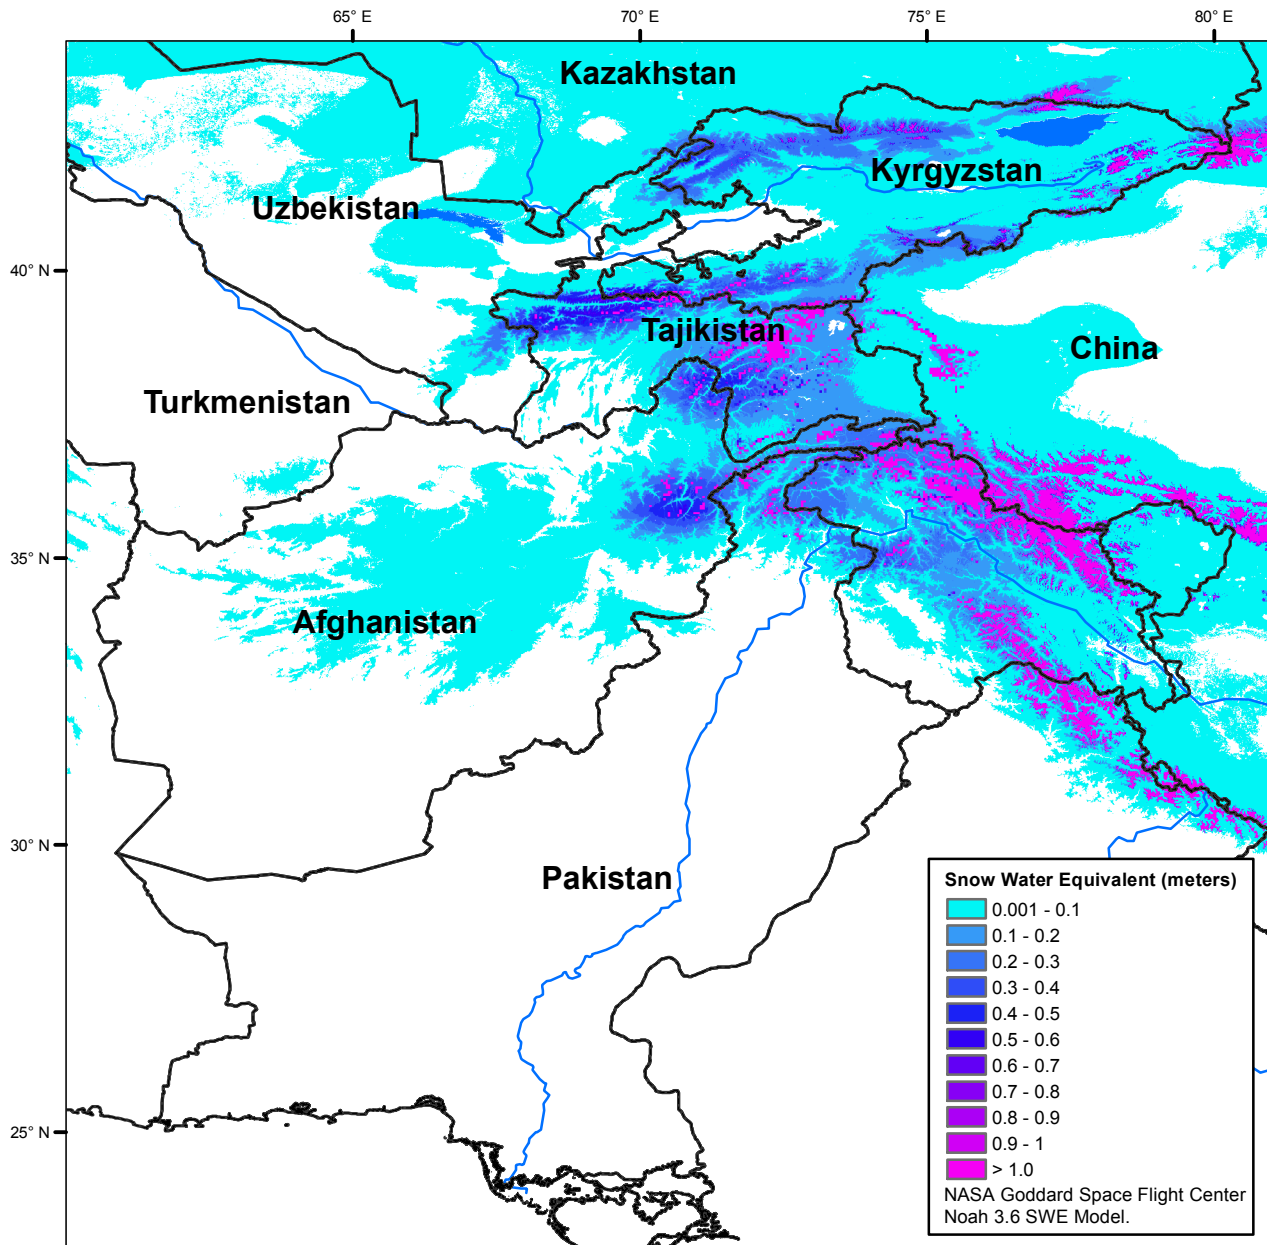 65° E
70° E
75° E
80° E
Kazakhstan
Kyrgyzstan
Uzbekistan
40° N
Tajikistan
China
Turkmenistan
35° N
Afghanistan
30° N
Pakistan
25° N
Snow Water Equivalent (meters)
0.001 - 0.1
0.1 - 0.2
0.2 - 0.3
0.3 - 0.4
0.4 - 0.5
0.5 - 0.6
0.6 - 0.7
0.7 - 0.8
0.8 - 0.9
0.9 - 1
> 1.0
NASA Goddard Space Flight Center
Noah 3.6 SWE Model.